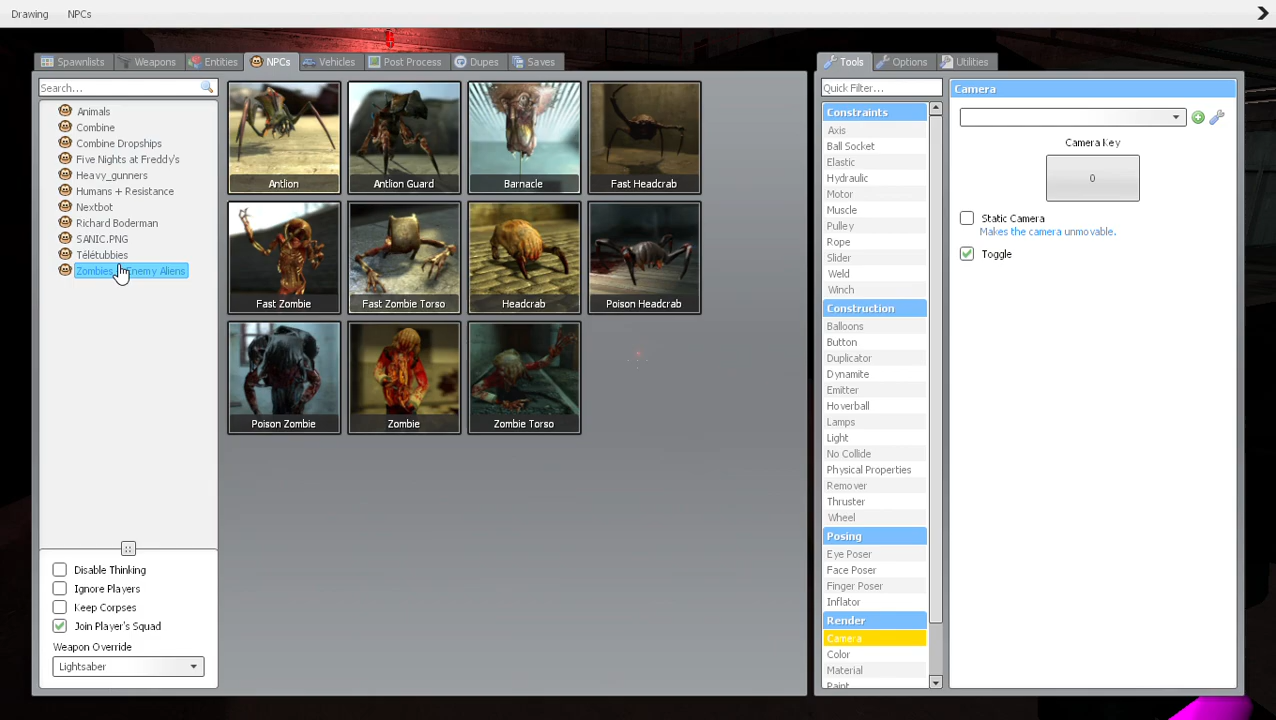 Drawing NPCs
Spawnlists Weapons Entities NPCs Vehicles Post Process Dupes Saves
Search...
Animals
Combine
Combine Dropships
Five Nights at Freddy's
Heavy_gunners
Humans + Resistance
Nextbot
Richard Boderman
SANIC.PNG
Télétubbies
Zombies Enemy Aliens
Antlion Antlion Guard Barnacle Fast Headcrab
Fast Zombie Fast Zombie Torso Headcrab Poison Headcrab
Poison Zombie Zombie Zombie Torso
Disable Thinking
Ignore Players
Keep Corpses
Join Player's Squad
Weapon Override
Lightsaber
Tools Options Utilities
Quick Filter...
Constraints
Axis
Ball Socket
Elastic
Hydraulic
Motor
Muscle
Pulley
Rope
Slider
Weld
Winch
Construction
Balloons
Button
Duplicator
Dynamite
Emitter
Hoverball
Lamps
Light
No Collide
Physical Properties
Remover
Thruster
Wheel
Posing
Eye Poser
Face Poser
Finger Poser
Inflator
Render
Camera
Color
Material
Paint
Camera
Camera Key
0
Static Camera
Makes the camera unmovable.
Toggle